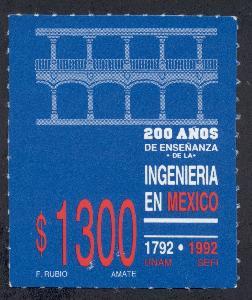 200 AÑOS
DE ENSEÑANZA
• DE LA •
INGENIERIA
EN MEXICO
$1300
1792 • 1992
UNAM SEFI
F. RUBIO AMATE